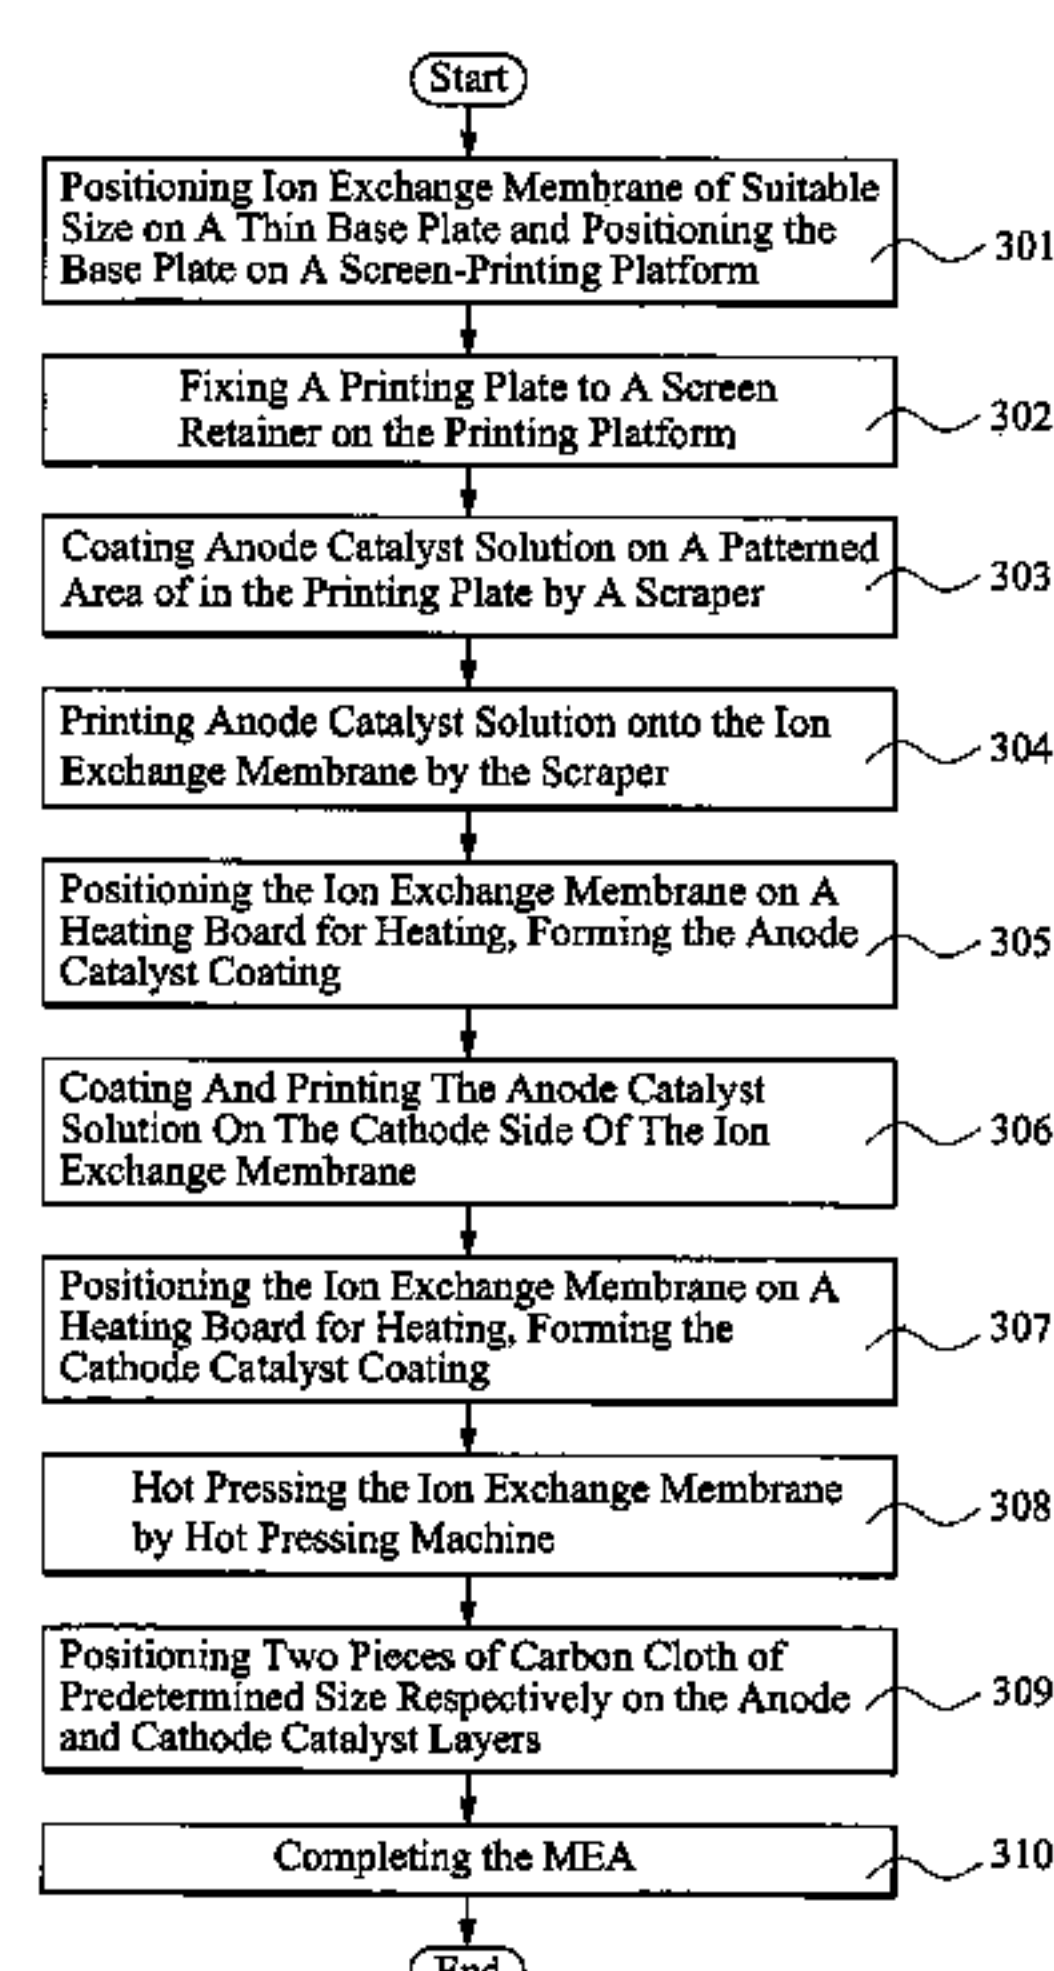 Start
Positioning Ion Exchange Membrane of Suitable
Size on A Thin Base Plate and Positioning the
Base Plate on A Screen-Printing Platform
301
Fixing A Printing Plate to A Screen
Retainer on the Printing Platform
302
Coating Anode Catalyst Solution on A Patterned
Area of in the Printing Plate by A Scraper
303
Printing Anode Catalyst Solution onto the Ion
Exchange Membrane by the Scraper
304
Positioning the Ion Exchange Membrane on A
Heating Board for Heating, Forming the Anode
Catalyst Coating
305
Coating And Printing The Anode Catalyst
Solution On The Cathode Side Of The Ion
Exchange Membrane
306
Positioning the Ion Exchange Membrane on A
Heating Board for Heating, Forming the
Cathode Catalyst Coating
307
Hot Pressing the Ion Exchange Membrane
by Hot Pressing Machine
308
Positioning Two Pieces of Carbon Cloth of
Predetermined Size Respectively on the Anode
and Cathode Catalyst Layers
309
Completing the MEA
310
End